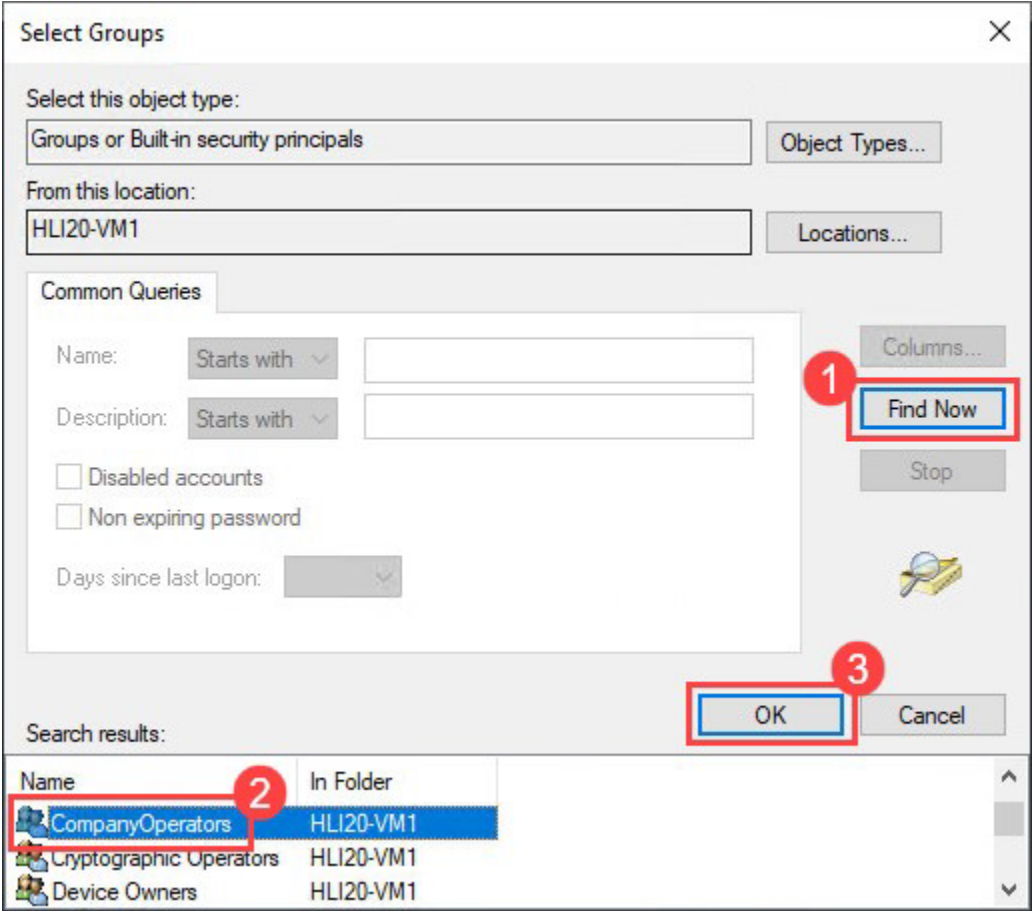 Select Groups
Select this object type:
Groups or Built-in security principals
Object Types...
From this location:
HLI20-VM1
Locations...
Common Queries
Name:
Starts with
Columns...
1
Find Now
Description:
Starts with
Stop
Disabled accounts
Non expiring password
Days since last logon:
3
OK
Cancel
Search results:
Name
In Folder
2
CompanyOperators HLI20-VM1
Cryptographic Operators HLI20-VM1
Device Owners HLI20-VM1